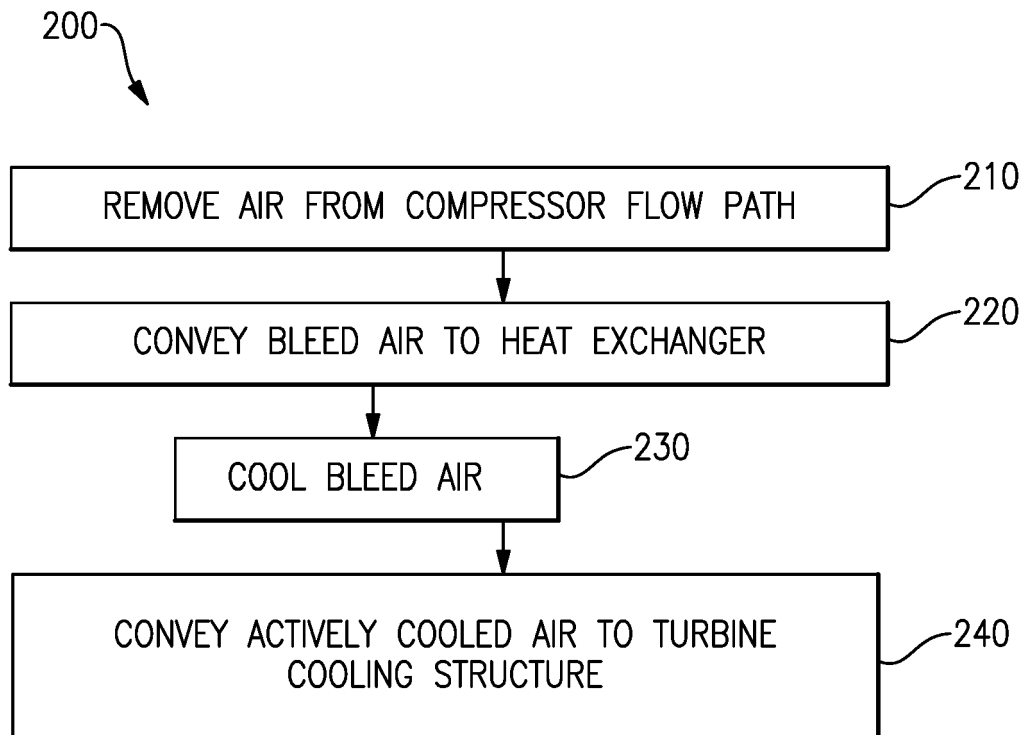 200
REMOVE AIR FROM COMPRESSOR FLOW PATH
210
CONVEY BLEED AIR TO HEAT EXCHANGER
220
COOL BLEED AIR
230
CONVEY ACTIVELY COOLED AIR TO TURBINE
COOLING STRUCTURE
240